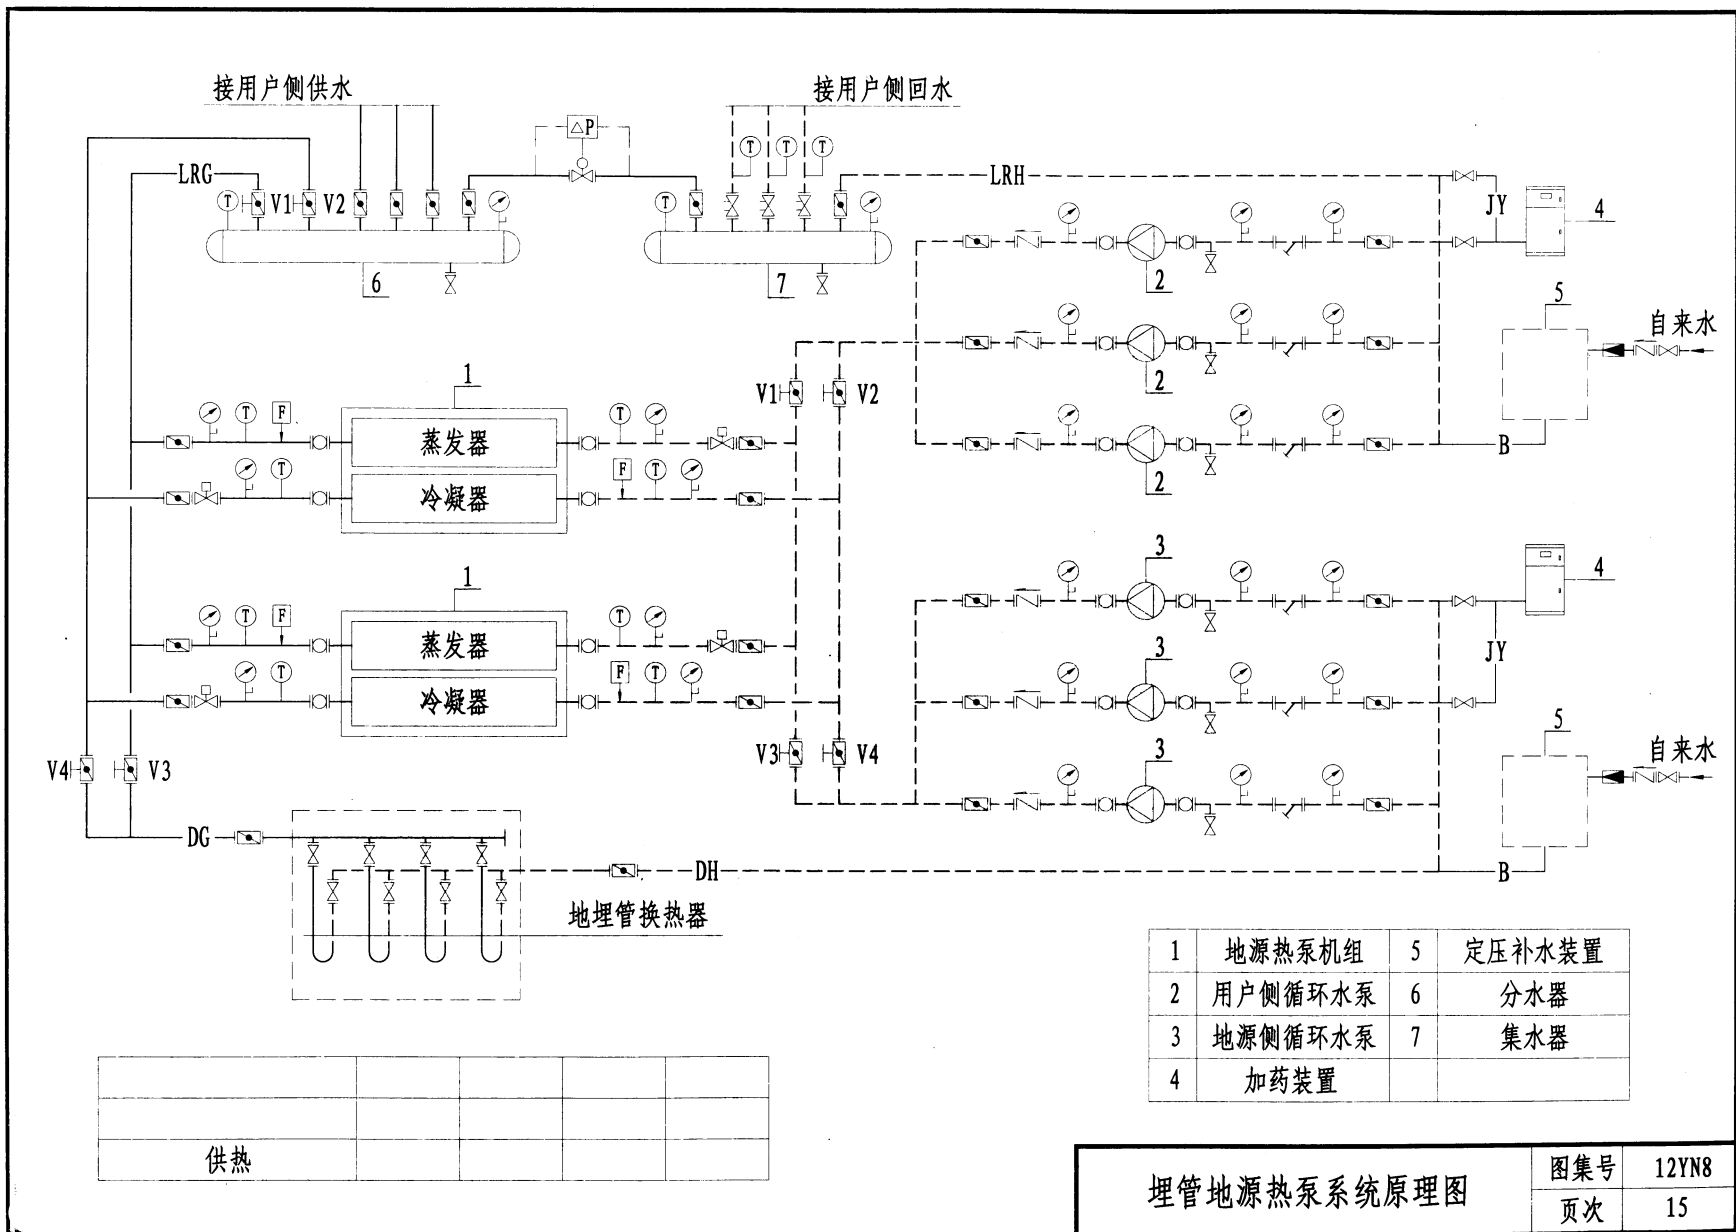 接用户侧供水
接用户侧回水
△P
LRG
LRH
T V1 V2
T
T T T
JY
4
6
7
2
5
自来水
2
V1 V2
1
T F
蒸发器
T
T
冷凝器
F T
2
B
1
T F
蒸发器
T
T
冷凝器
F T
3
4
3
JY
V4 V3
V3 V4
3
5
自来水
DG
DH
B
地埋管换热器
1 地源热泵机组 5 定压补水装置
2 用户侧循环水泵 6 分水器
3 地源侧循环水泵 7 集水器
4 加药装置
供热
埋管地源热泵系统原理图
图集号 12YN8
页次 15